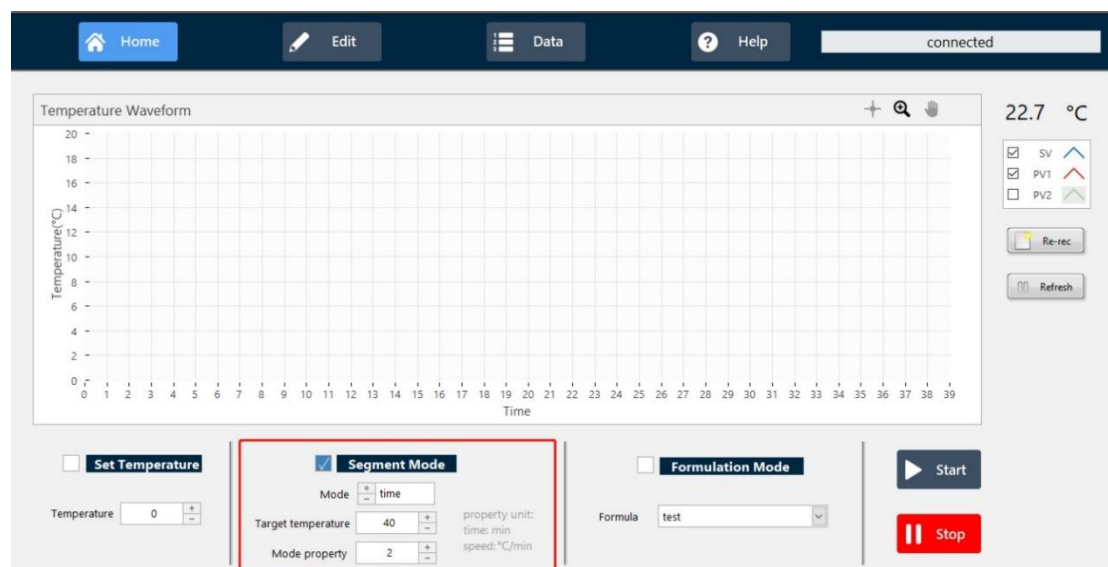 Home Edit Data Help connected
Temperature Waveform
22.7 °C
20
18
16
14
12
10
8
6
4
2
0
Temperature(°C)
0 1 2 3 4 5 6 7 8 9 10 11 12 13 14 15 16 17 18 19 20 21 22 23 24 25 26 27 28 29 30 31 32 33 34 35 36 37 38 39
Time
SV
PV1
PV2
Re-rec
Refresh
Set Temperature
Temperature 0
Segment Mode
Mode time
Target temperature 40
Mode property 2
property unit:
time: min
speed:°C/min
Formulation Mode
Formula test
Start
Stop